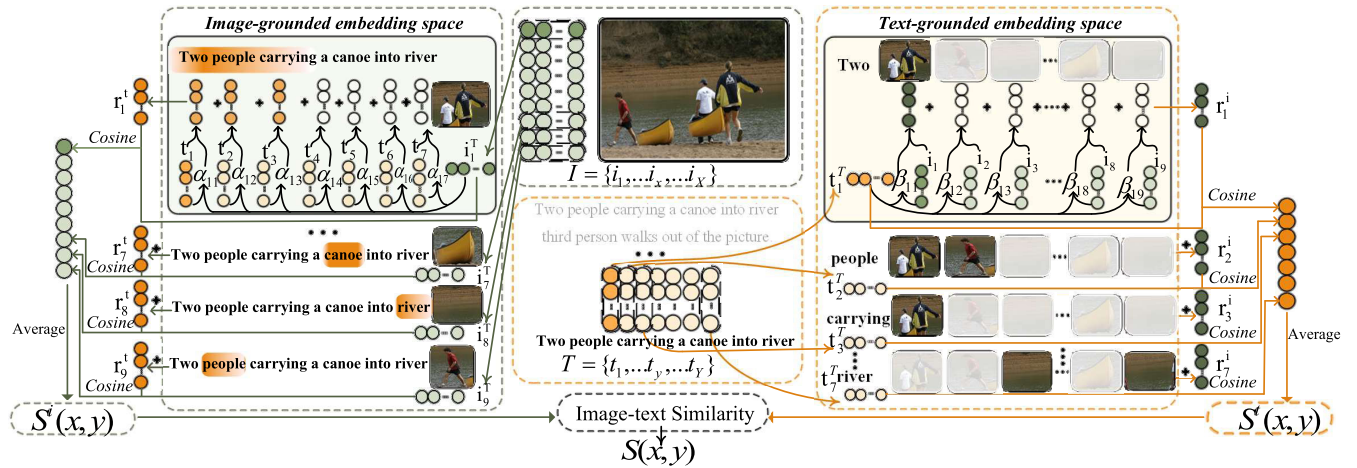 Image-grounded embedding space
Two people carrying a canoe into river
r₁ᵗ
Cosine
t₁ t₂ t₃ t₄ t₅ t₆ t₇
α₁₁ α₁₂ α₁₃ α₁₄ α₁₅ α₁₆ α₁₇
i₁ᵀ
r₇ᵗ
Two people carrying a canoe into river
Cosine
i₇ᵀ
r₈ᵗ
Two people carrying a canoe into river
Cosine
i₈ᵀ
r₉ᵗ
Two people carrying a canoe into river
Cosine
i₉ᵀ
Average
Sⁱ(x, y)
I = {i₁,...iₓ,...i_X}
Two people carrying a canoe into river
third person walks out of the picture
Two people carrying a canoe into river
T = {t₁,...t_y,...t_Y}
Image-text Similarity
S(x, y)
Text-grounded embedding space
Two
r₁ⁱ
t₁ᵀ
i₁ i₂ i₃ i₈ i₉
β₁₁ β₁₂ β₁₃ β₁₈ β₁₉
Cosine
people
t₂ᵀ
r₂ⁱ
Cosine
carrying
t₃ᵀ
r₃ⁱ
Cosine
river
t₇ᵀ
r₇ⁱ
Cosine
Average
Sᵗ(x, y)